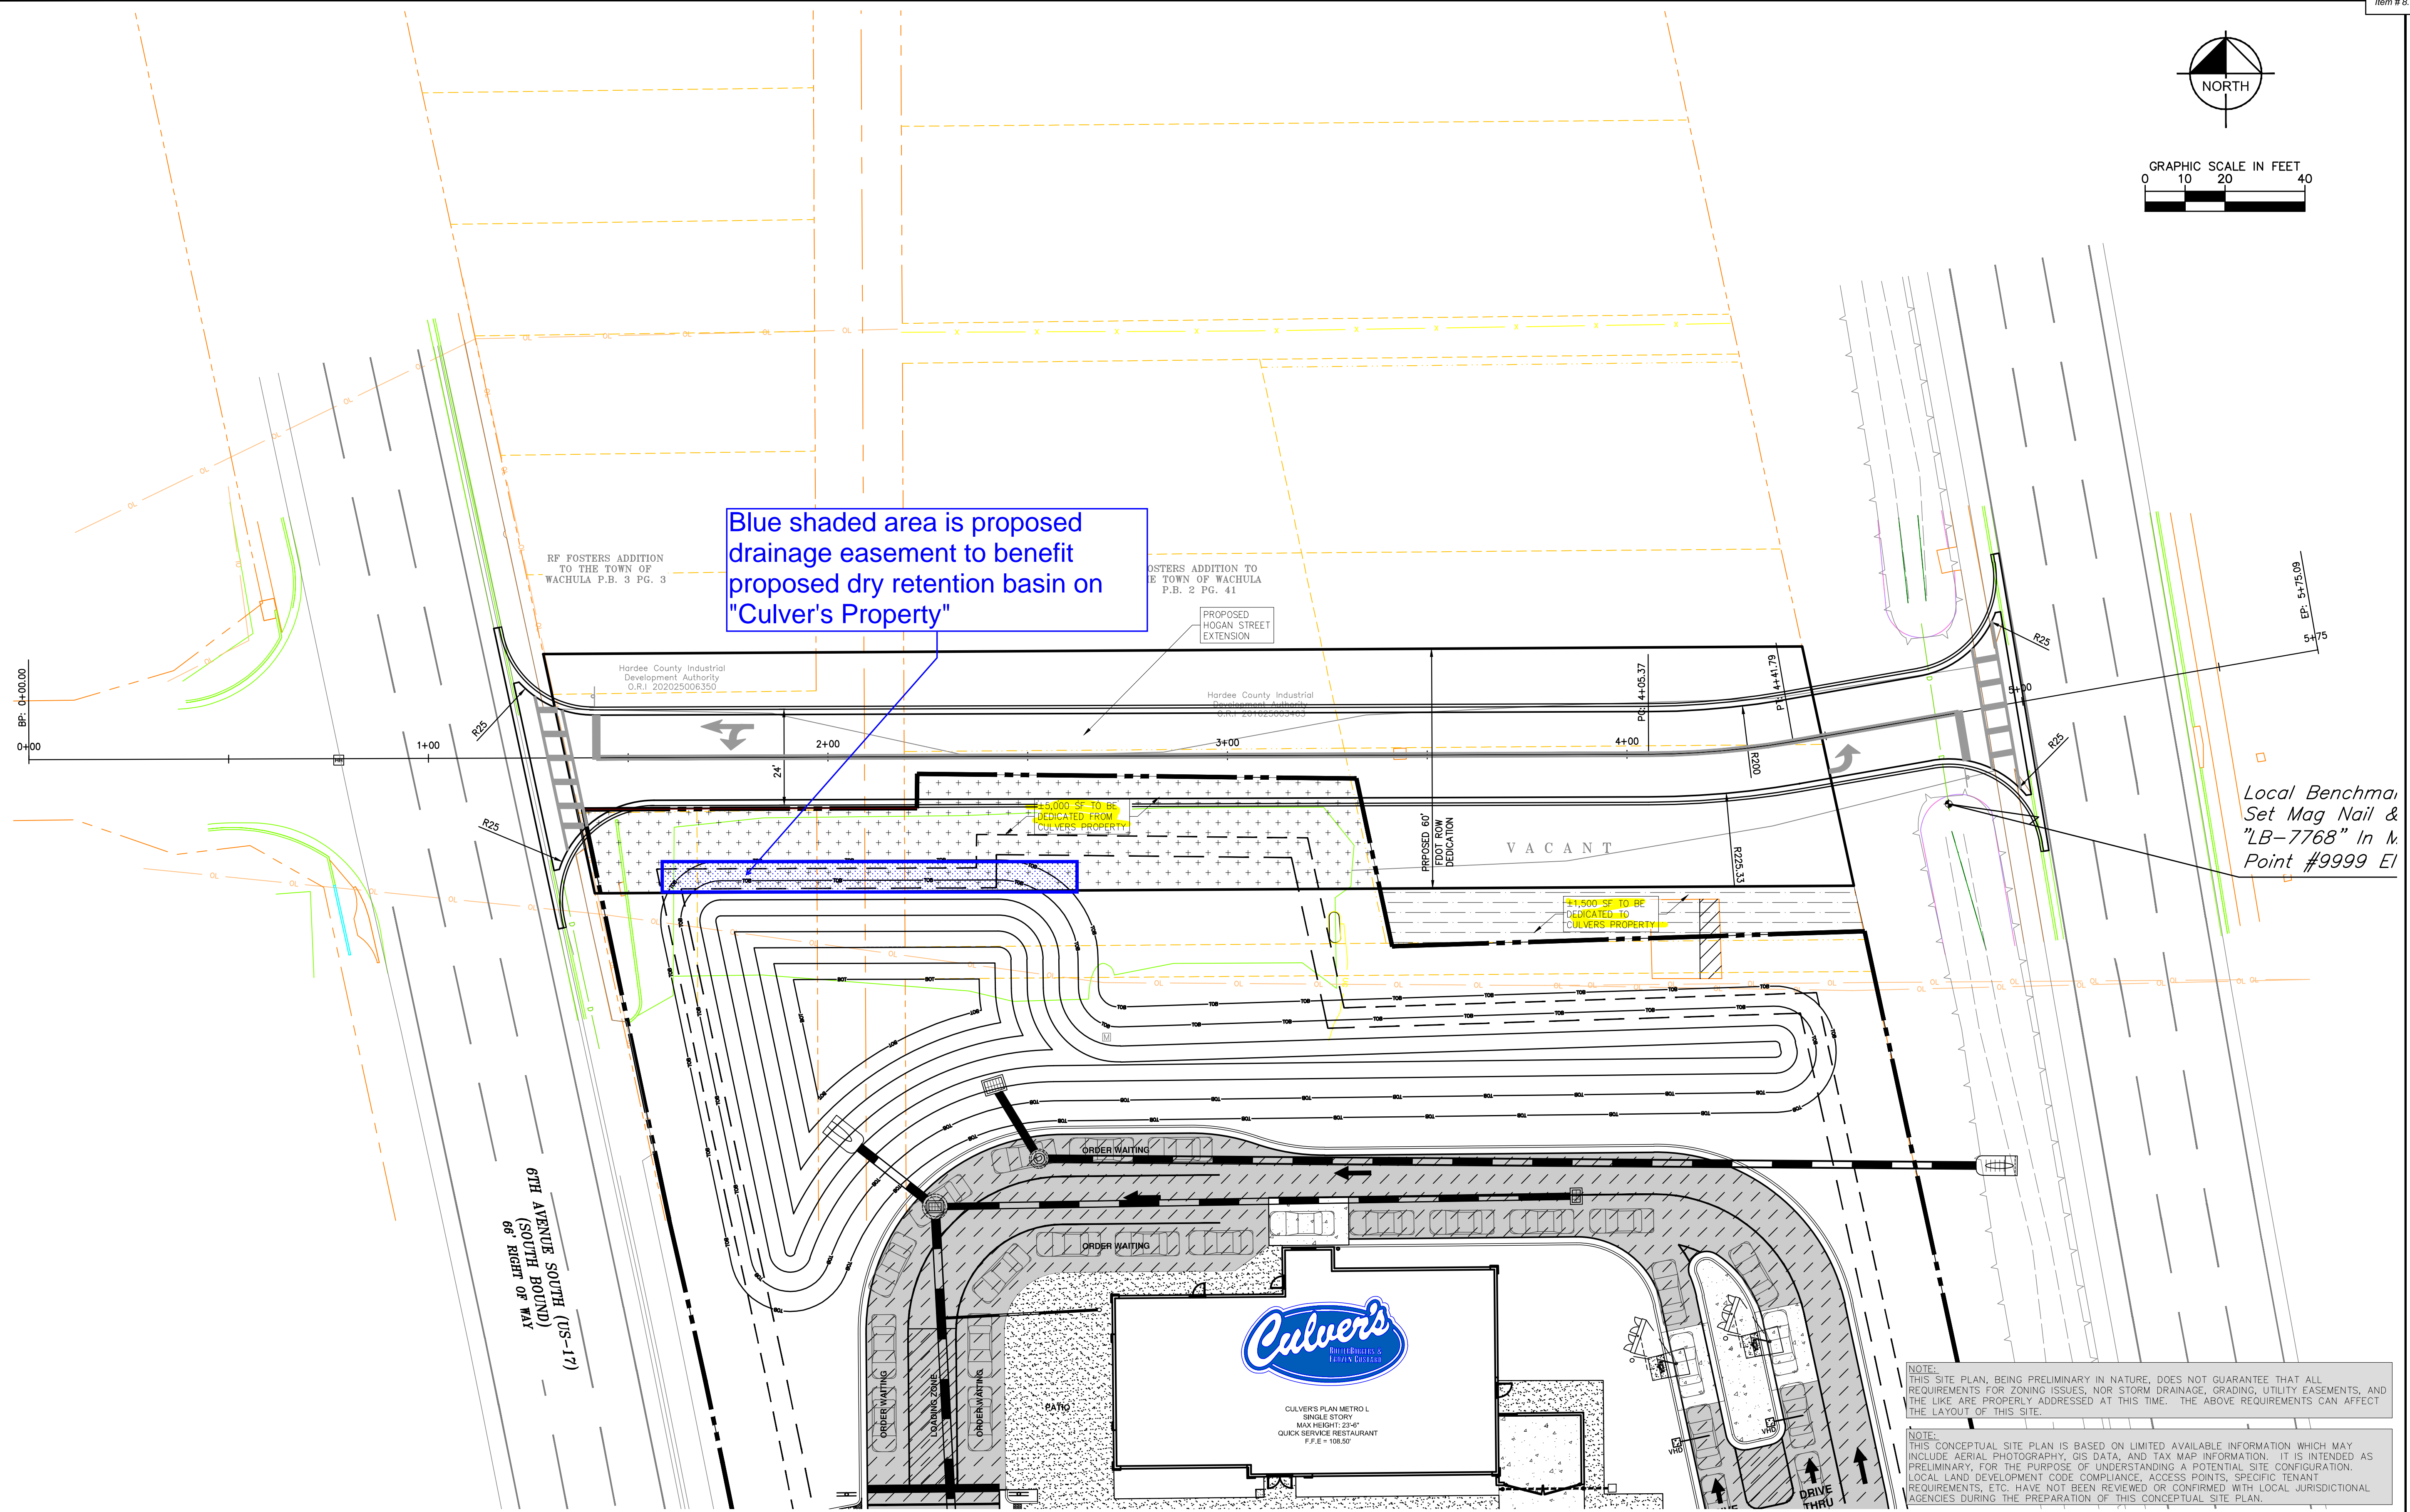 Item # 8.
NORTH
GRAPHIC SCALE IN FEET
0 10 20 40
Blue shaded area is proposed
drainage easement to benefit
proposed dry retention basin on
"Culver's Property"
RF FOSTERS ADDITION
TO THE TOWN OF
WACHULA P.B. 3 PG. 3
OSTERS ADDITION TO
E TOWN OF WACHULA
P.B. 2 PG. 41
PROPOSED
HOGAN STREET
EXTENSION
Hardee County Industrial
Development Authority
O.R.I 202025006350
Hardee County Industrial
Development Authority
BP: 0+00.00
0+00
1+00
2+00
3+00
4+00
5+00
5+75
EP: 5+75.09
PC: 4+05.37
PT: 4+41.79
R25
R25
R25
R25
R200
R225.33
24'
PRPOSED 60'
FDOT ROW
DEDICATION
VACANT
±5,000 SF TO BE
DEDICATED FROM
CULVERS PROPERTY
±1,500 SF TO BE
DEDICATED TO
CULVERS PROPERTY
Local Benchmar
Set Mag Nail &
"LB-7768" In M
Point #9999 El
6TH AVENUE SOUTH (US-17)
(SOUTH BOUND)
66' RIGHT OF WAY
ORDER WAITING
ORDER WAITING
ORDER WAITING
LOADING ZONE
ORDER WAITING
PATIO
Culver's
CULVER'S PLAN METRO L
SINGLE STORY
MAX HEIGHT: 23'-6"
QUICK SERVICE RESTAURANT
F.F.E = 108.50'
VHD
VHD
DRIVE
THRU
NOTE:
THIS SITE PLAN, BEING PRELIMINARY IN NATURE, DOES NOT GUARANTEE THAT ALL
REQUIREMENTS FOR ZONING ISSUES, NOR STORM DRAINAGE, GRADING, UTILITY EASEMENTS, AND
THE LIKE ARE PROPERLY ADDRESSED AT THIS TIME. THE ABOVE REQUIREMENTS CAN AFFECT
THE LAYOUT OF THIS SITE.
NOTE:
THIS CONCEPTUAL SITE PLAN IS BASED ON LIMITED AVAILABLE INFORMATION WHICH MAY
INCLUDE AERIAL PHOTOGRAPHY, GIS DATA, AND TAX MAP INFORMATION. IT IS INTENDED AS
PRELIMINARY, FOR THE PURPOSE OF UNDERSTANDING A POTENTIAL SITE CONFIGURATION.
LOCAL LAND DEVELOPMENT CODE COMPLIANCE, ACCESS POINTS, SPECIFIC TENANT
REQUIREMENTS, ETC. HAVE NOT BEEN REVIEWED OR CONFIRMED WITH LOCAL JURISDICTIONAL
AGENCIES DURING THE PREPARATION OF THIS CONCEPTUAL SITE PLAN.